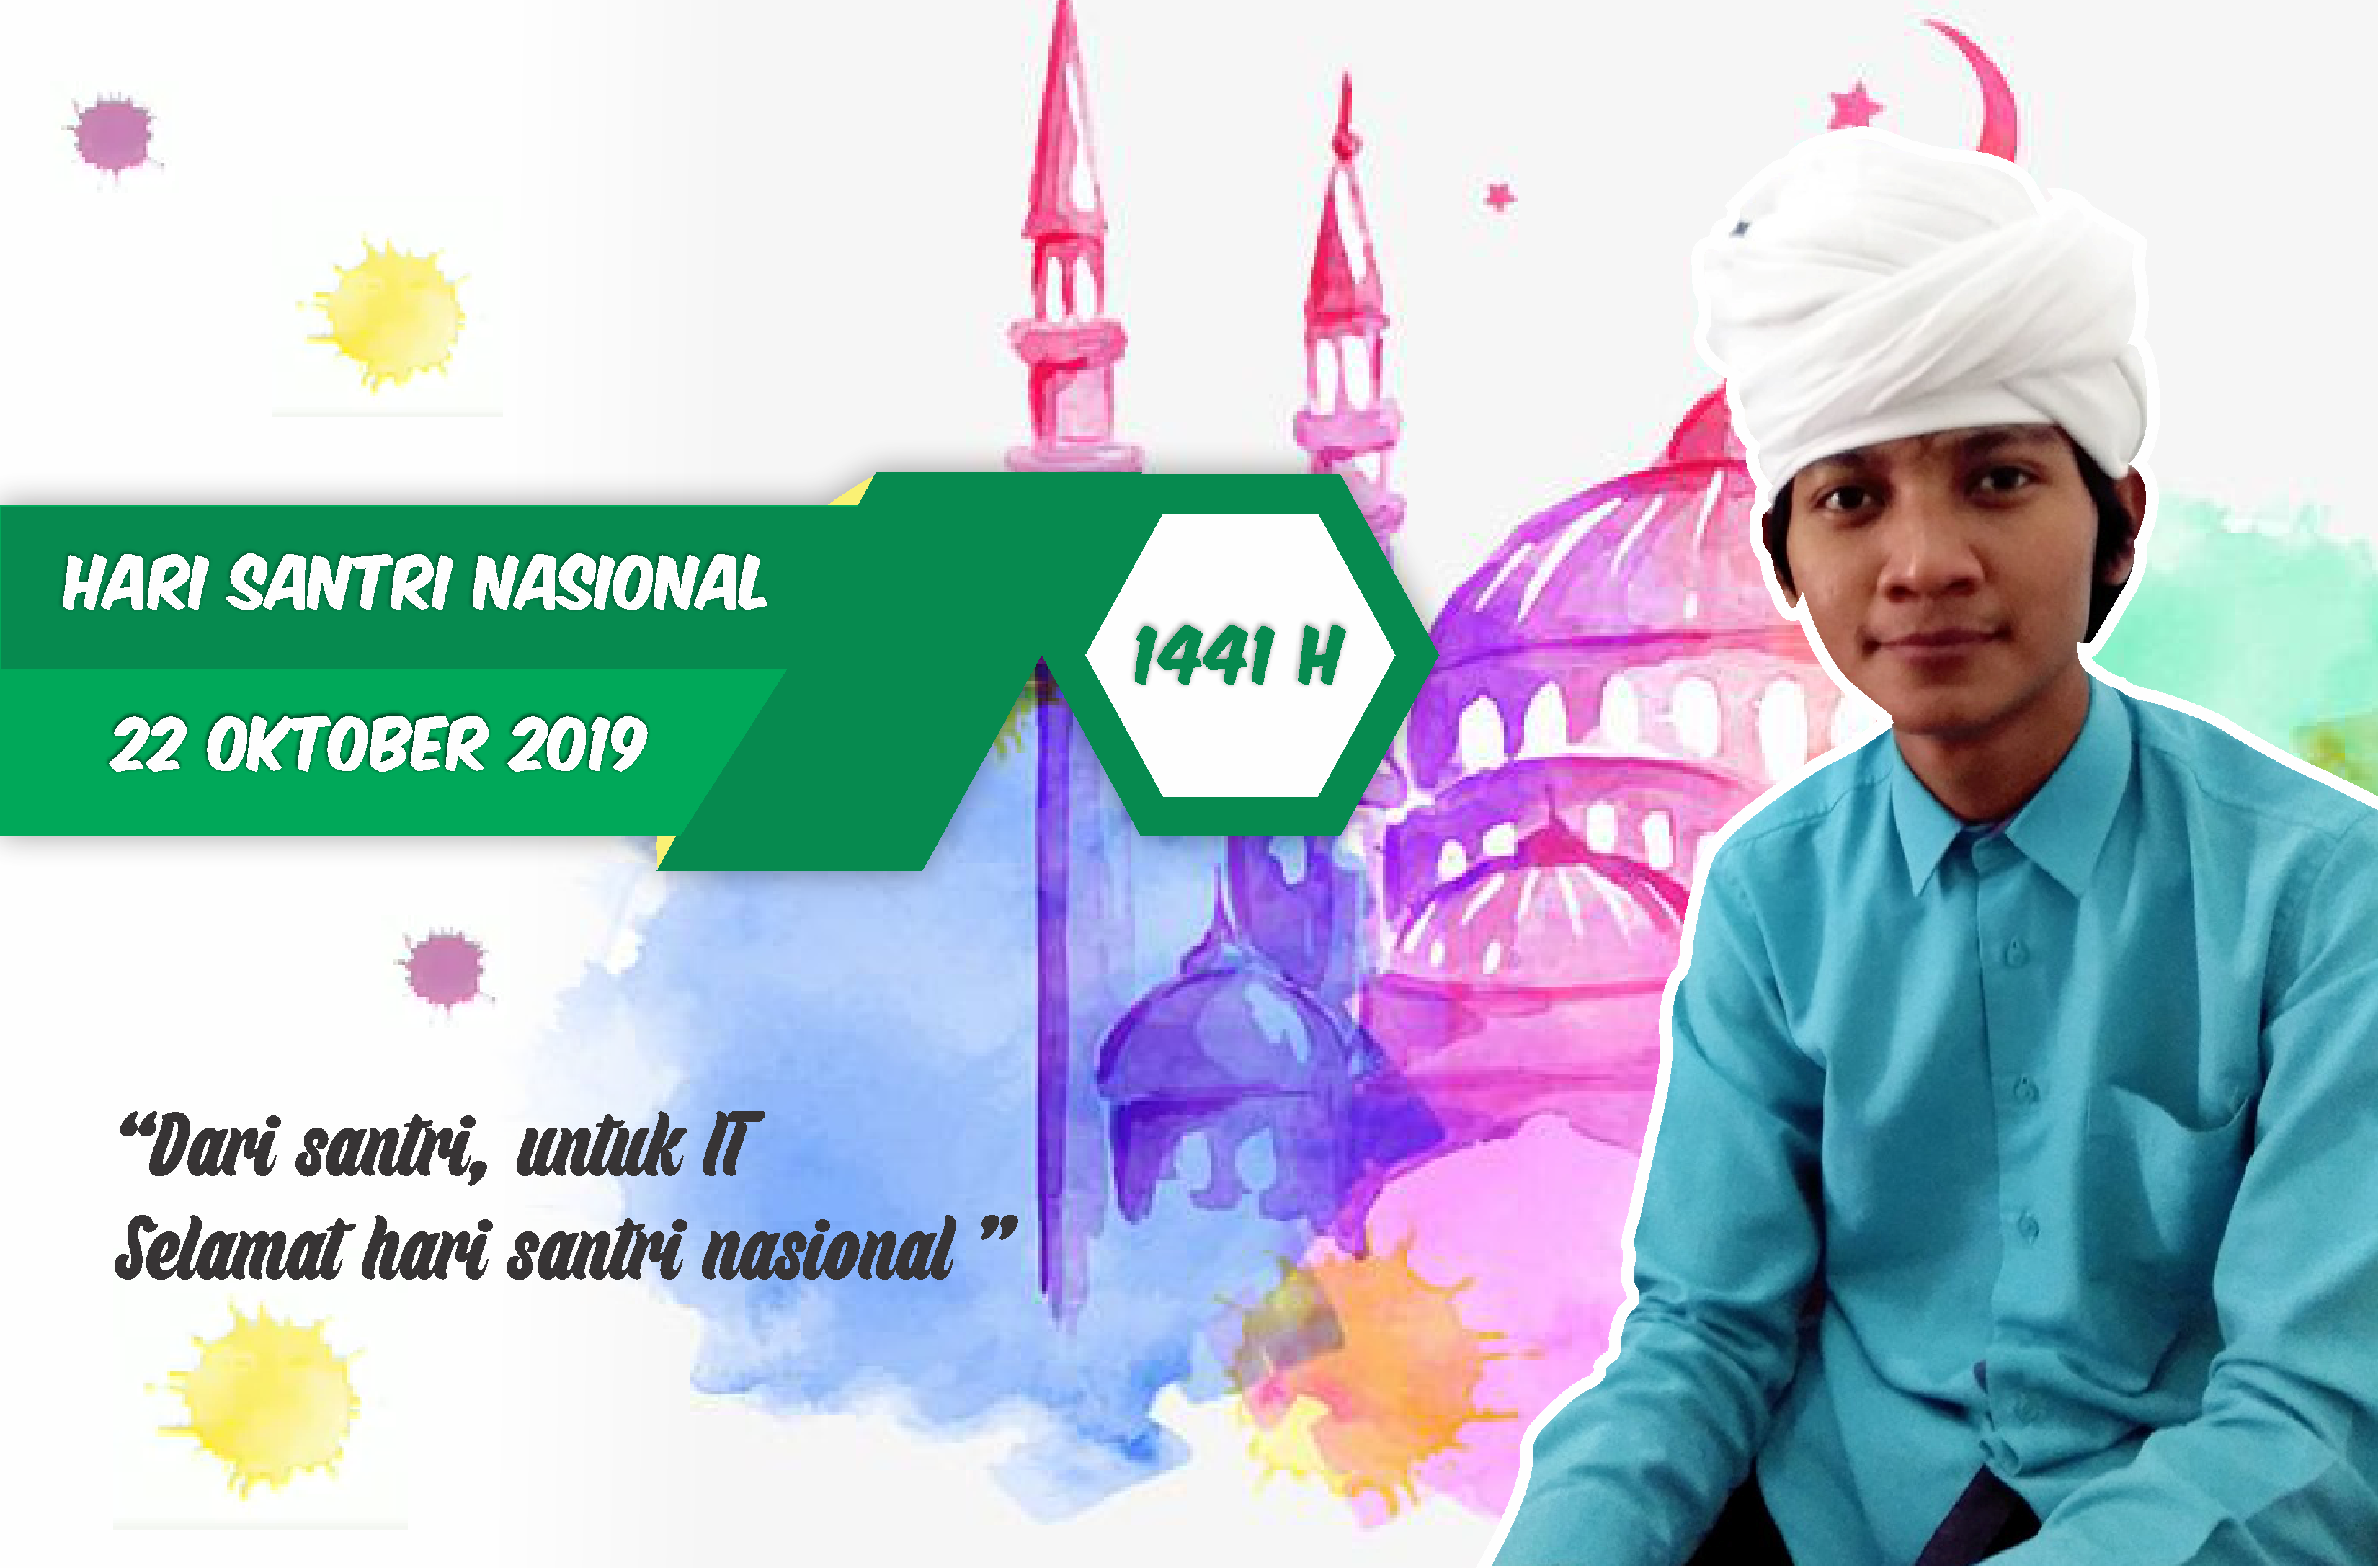 HARI SANTRI NASIONAL
1441 H
22 OKTOBER 2019
“Dari santri, untuk IT
Selamat hari santri nasional ”